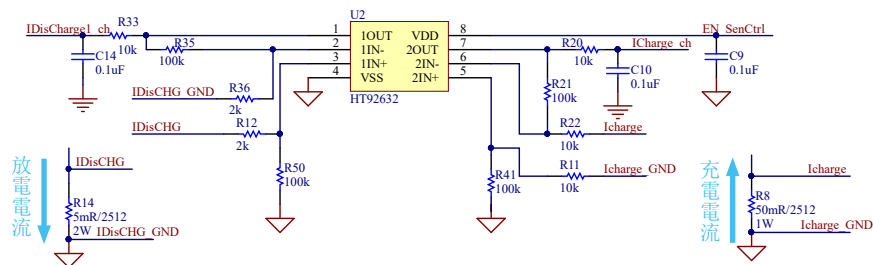 U2
IDisCharge1_ch
R33
10k
C14
0.1uF
R35
100k
1
2
3
4
1OUT
1IN-
1IN+
VSS
VDD
2OUT
2IN-
2IN+
8
7
6
5
HT92632
EN_SenCtrl
R20
10k
ICharge_ch
C10
0.1uF
C9
0.1uF
R21
100k
IDisCHG_GND
R36
2k
IDisCHG
R12
2k
R22
10k
Icharge
R50
100k
R41
100k
R11
10k
Icharge_GND
放電電流
IDisCHG
R14
5mR/2512
2W
IDisCHG_GND
充電電流
Icharge
R8
50mR/2512
1W
Icharge_GND